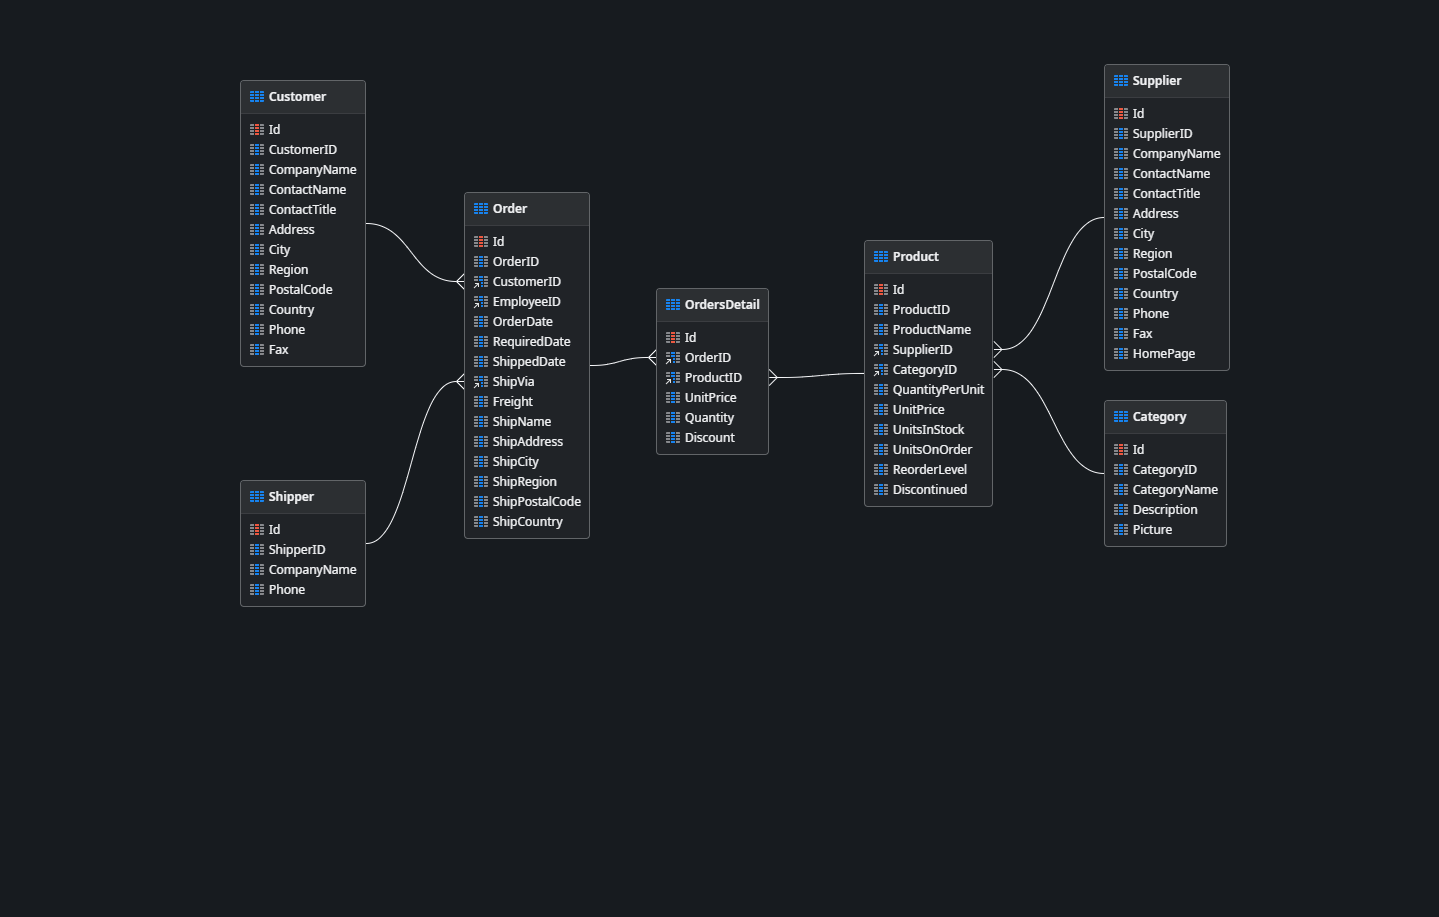 Customer
Id
CustomerID
CompanyName
ContactName
ContactTitle
Address
City
Region
PostalCode
Country
Phone
Fax
Shipper
Id
ShipperID
CompanyName
Phone
Order
Id
OrderID
CustomerID
EmployeeID
OrderDate
RequiredDate
ShippedDate
ShipVia
Freight
ShipName
ShipAddress
ShipCity
ShipRegion
ShipPostalCode
ShipCountry
OrdersDetail
Id
OrderID
ProductID
UnitPrice
Quantity
Discount
Product
Id
ProductID
ProductName
SupplierID
CategoryID
QuantityPerUnit
UnitPrice
UnitsInStock
UnitsOnOrder
ReorderLevel
Discontinued
Supplier
Id
SupplierID
CompanyName
ContactName
ContactTitle
Address
City
Region
PostalCode
Country
Phone
Fax
HomePage
Category
Id
CategoryID
CategoryName
Description
Picture